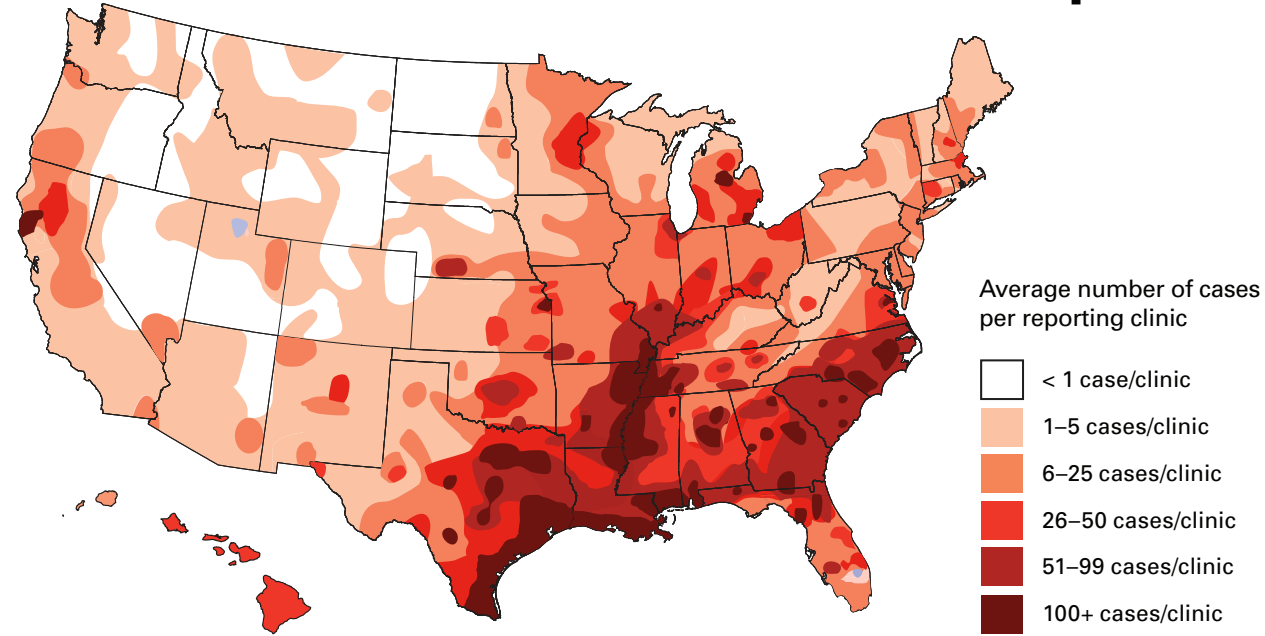 Average number of cases
per reporting clinic
< 1 case/clinic
1–5 cases/clinic
6–25 cases/clinic
26–50 cases/clinic
51–99 cases/clinic
100+ cases/clinic